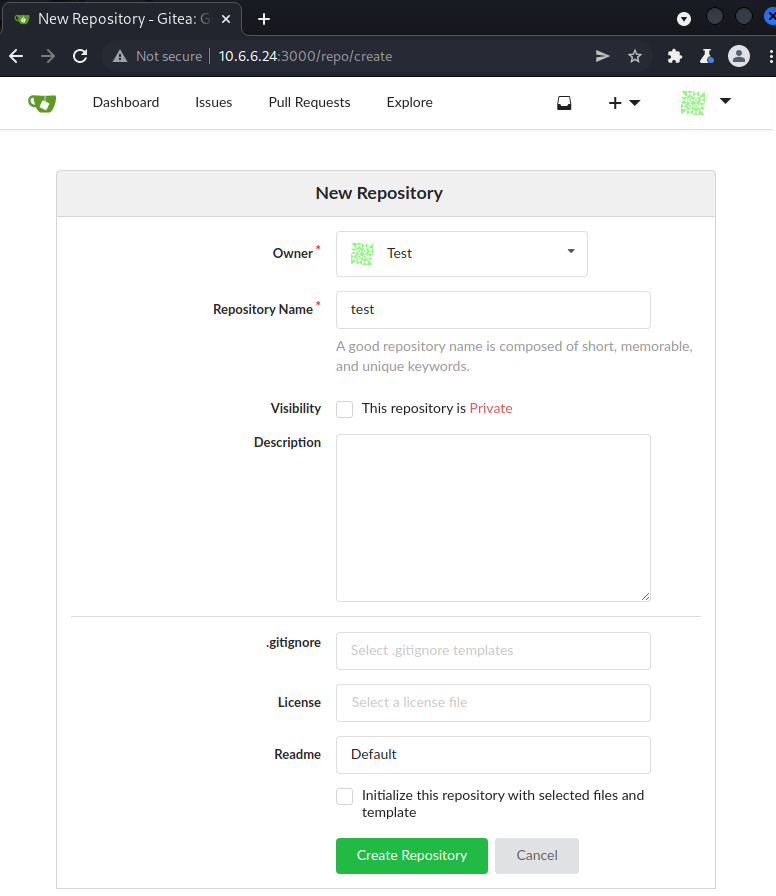 New Repository - Gitea: G
Not secure 10.6.6.24:3000/repo/create
Dashboard Issues Pull Requests Explore
New Repository
Owner * Test
Repository Name * test
A good repository name is composed of short, memorable,
and unique keywords.
Visibility This repository is Private
Description
.gitignore Select .gitignore templates
License Select a license file
Readme Default
Initialize this repository with selected files and
template
Create Repository Cancel